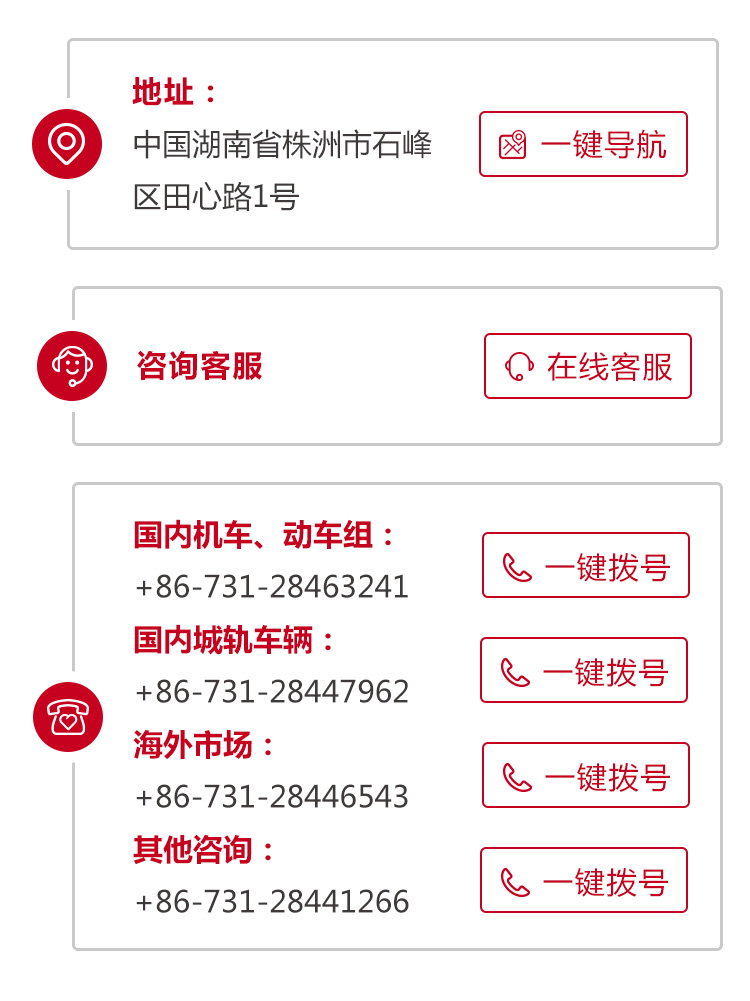 地址：
中国湖南省株洲市石峰
区田心路1号
一键导航
咨询客服
在线客服
国内机车、动车组：
+86-731-28463241
一键拨号
国内城轨车辆：
+86-731-28447962
一键拨号
海外市场：
+86-731-28446543
一键拨号
其他咨询：
+86-731-28441266
一键拨号